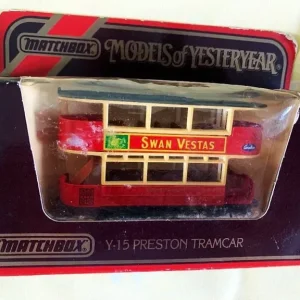 MATCHBOX
MODELS OF YESTERYEAR
SWAN VESTAS
MATCHBOX
Y-15 PRESTON TRAMCAR